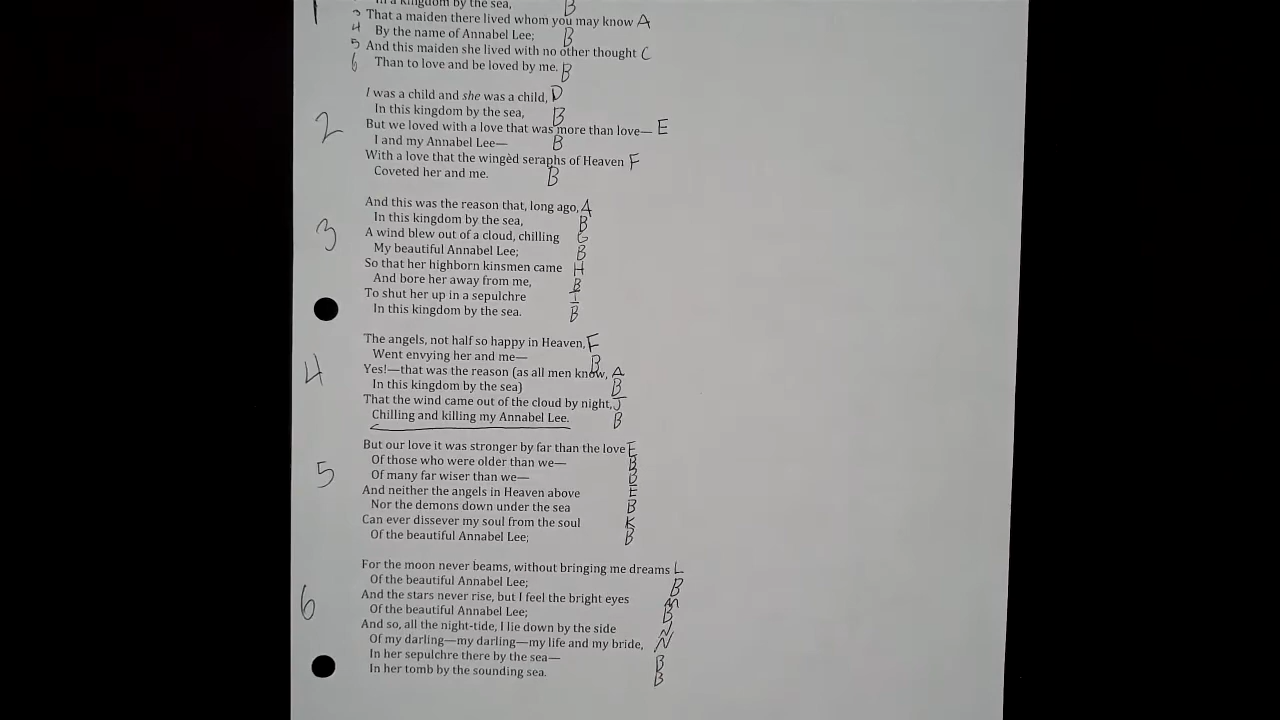 In a kingdom by the sea, B
1
3 That a maiden there lived whom you may know A
4 By the name of Annabel Lee; B
5 And this maiden she lived with no other thought C
6 Than to love and be loved by me. B
I was a child and she was a child, D
In this kingdom by the sea, B
2 But we loved with a love that was more than love— E
I and my Annabel Lee— B
With a love that the wingèd seraphs of Heaven F
Coveted her and me. B
And this was the reason that, long ago, A
In this kingdom by the sea, B
3 A wind blew out of a cloud, chilling G
My beautiful Annabel Lee; B
So that her highborn kinsmen came H
And bore her away from me, B
To shut her up in a sepulchre I
In this kingdom by the sea. B
The angels, not half so happy in Heaven, F
Went envying her and me— B
4 Yes!—that was the reason (as all men know, A
In this kingdom by the sea) B
That the wind came out of the cloud by night, J
Chilling and killing my Annabel Lee. B
But our love it was stronger by far than the love E
Of those who were older than we— B
5 Of many far wiser than we— B
And neither the angels in Heaven above E
Nor the demons down under the sea B
Can ever dissever my soul from the soul K
Of the beautiful Annabel Lee; B
For the moon never beams, without bringing me dreams L
Of the beautiful Annabel Lee; B
6 And the stars never rise, but I feel the bright eyes M
Of the beautiful Annabel Lee; B
And so, all the night-tide, I lie down by the side N
Of my darling—my darling—my life and my bride, N
In her sepulchre there by the sea— B
In her tomb by the sounding sea. B